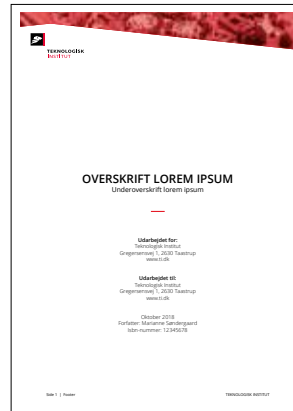 TEKNOLOGISK
INSTITUT
OVERSKRIFT LOREM IPSUM
Underoverskrift lorem ipsum
Udarbejdet for:
Teknologisk Institut
Gregersensvej 1, 2630 Taastrup
www.ti.dk
Udarbejdet til:
Teknologisk Institut
Gregersensvej 1, 2630 Taastrup
www.ti.dk
Oktober 2018
Forfatter: Marianne Søndergaard
Isbn-nummer: 12345678
Side 1 | Footer
TEKNOLOGISK INSTITUT